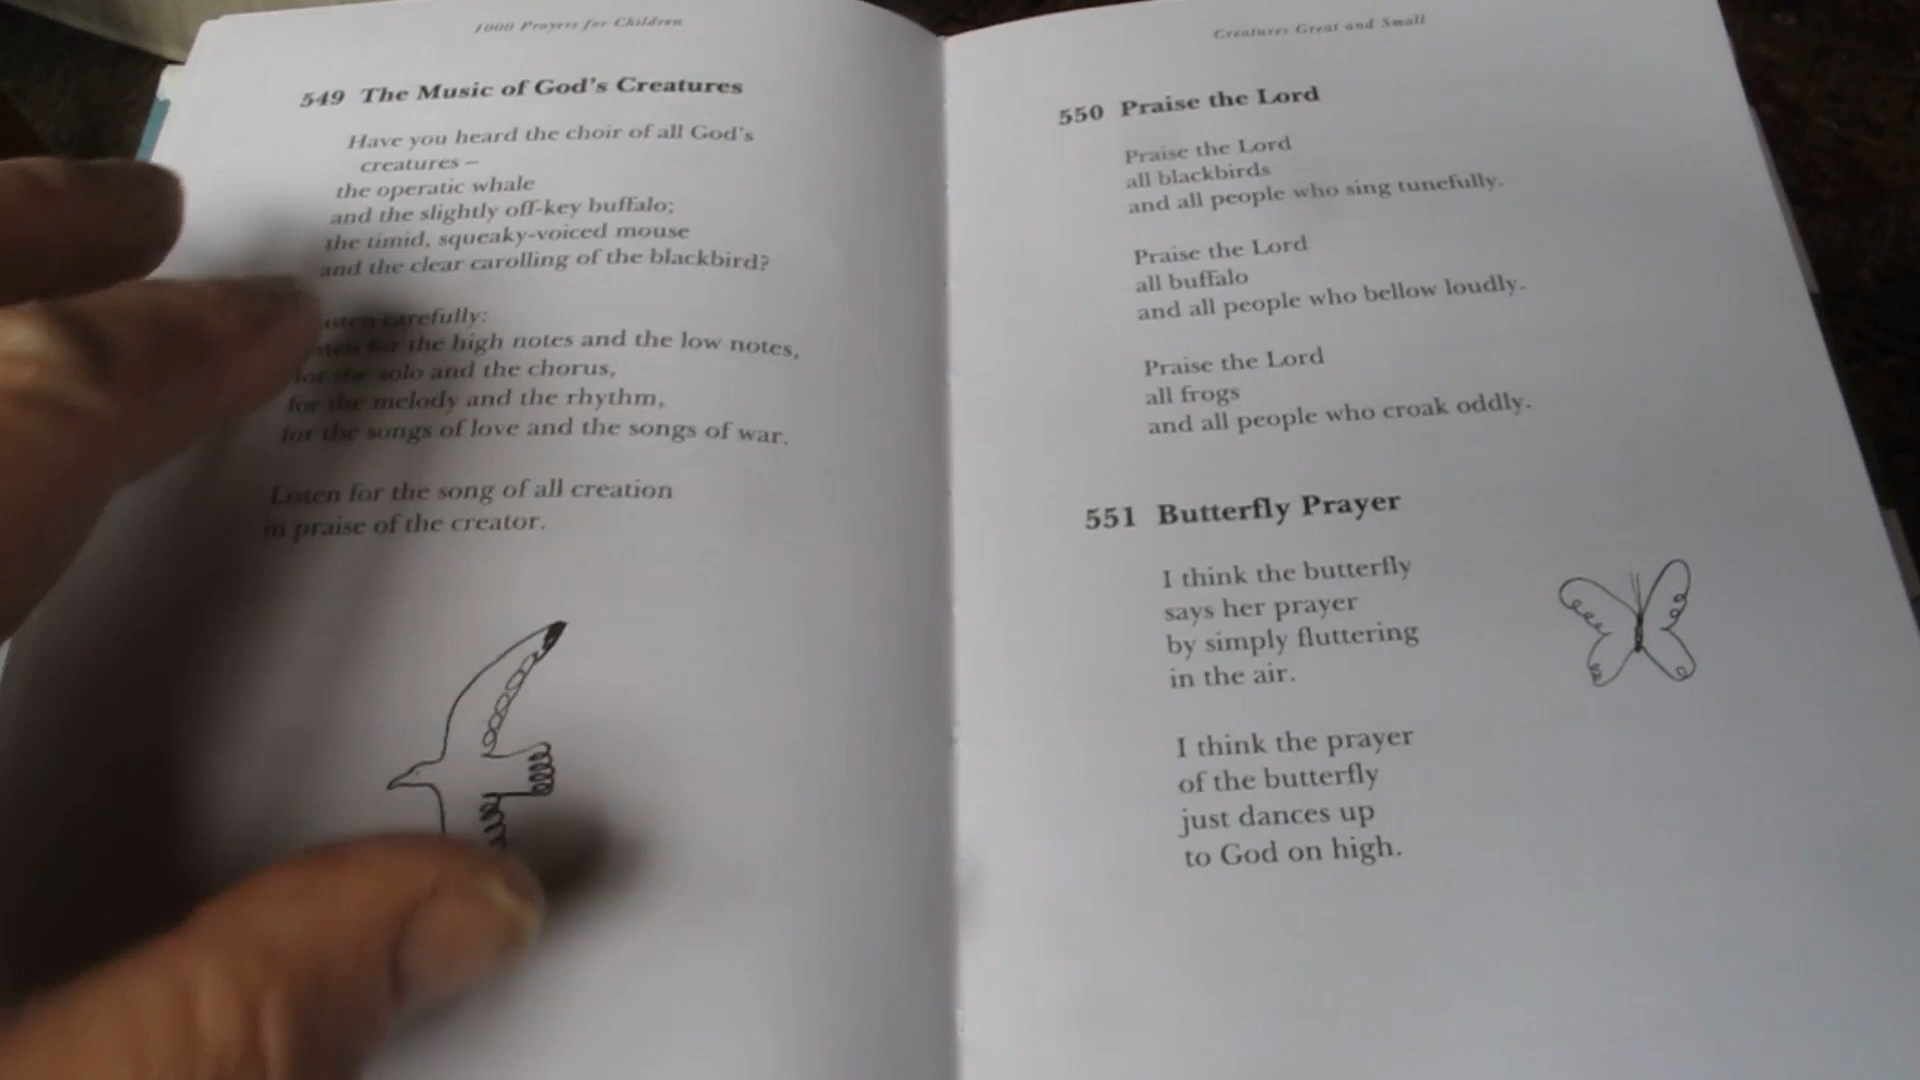 1000 Prayers for Children
549 The Music of God's Creatures
Have you heard the choir of all God's
creatures –
the operatic whale
and the slightly off-key buffalo;
the timid, squeaky-voiced mouse
and the clear carolling of the blackbird?
carefully:
for the high notes and the low notes,
for the solo and the chorus,
for the melody and the rhythm,
for the songs of love and the songs of war.
Listen for the song of all creation
in praise of the creator.
Creatures Great and Small
550 Praise the Lord
Praise the Lord
all blackbirds
and all people who sing tunefully.
Praise the Lord
all buffalo
and all people who bellow loudly.
Praise the Lord
all frogs
and all people who croak oddly.
551 Butterfly Prayer
I think the butterfly
says her prayer
by simply fluttering
in the air.
I think the prayer
of the butterfly
just dances up
to God on high.